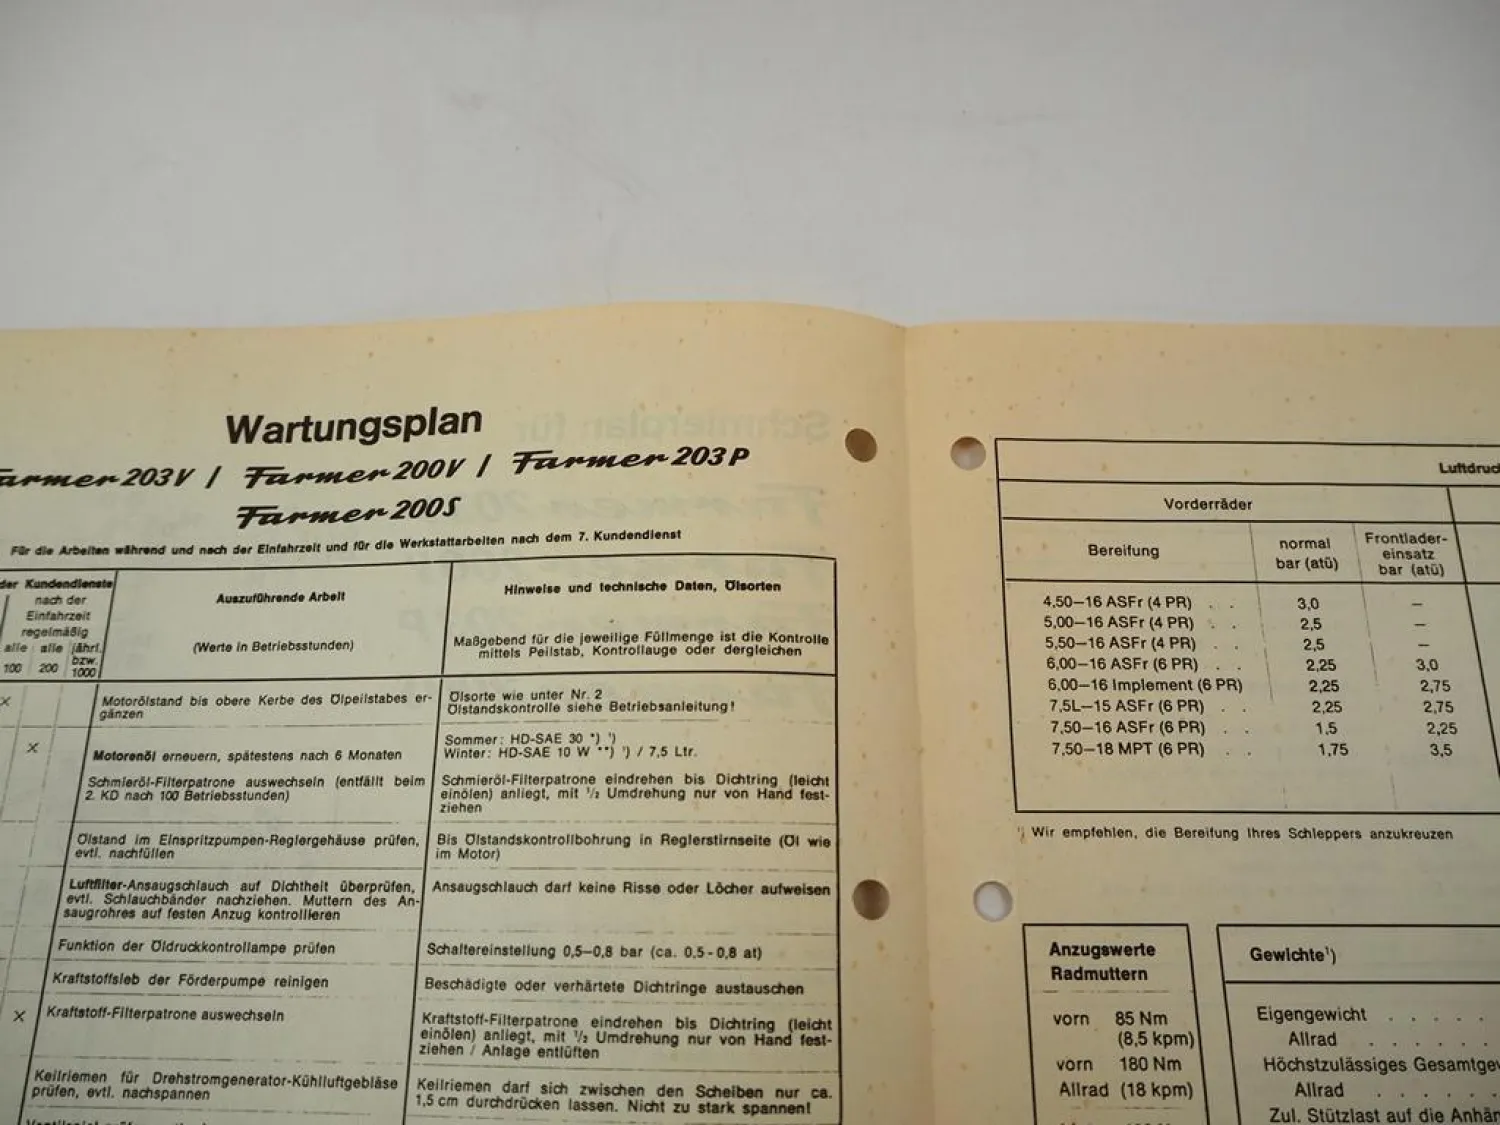 Wartungsplan
Farmer 203V / Farmer 200V / Farmer 203P
Farmer 200S
Für die Arbeiten während und nach der Einfahrzeit und für die Werkstattarbeiten nach dem 7. Kundendienst
der Kundendienste
nach der
Einfahrzeit
regelmäßig
alle alle jährl.
bzw.
100 200 1000
Auszuführende Arbeit
(Werte in Betriebsstunden)
Hinweise und technische Daten, Ölsorten
Maßgebend für die jeweilige Füllmenge ist die Kontrolle
mittels Peilstab, Kontrollauge oder dergleichen
x
Motorölstand bis obere Kerbe des Ölpeilstabes er-
gänzen
Ölsorte wie unter Nr. 2
Ölstandskontrolle siehe Betriebsanleitung!
x
Motorenöl erneuern, spätestens nach 6 Monaten
Sommer: HD-SAE 30 *) ¹)
Winter: HD-SAE 10 W **) ¹) / 7,5 Ltr.
Schmieröl-Filterpatrone auswechseln (entfällt beim
2. KD nach 100 Betriebsstunden)
Schmieröl-Filterpatrone eindrehen bis Dichtring (leicht
einölen) anliegt, mit ½ Umdrehung nur von Hand fest-
ziehen
Ölstand im Einspritzpumpen-Reglergehäuse prüfen,
evtl. nachfüllen
Bis Ölstandskontrollbohrung in Reglerstirnseite (Öl wie
im Motor)
Luftfilter-Ansaugschlauch auf Dichtheit überprüfen,
evtl. Schlauchbänder nachziehen. Muttern des An-
saugrohres auf festen Anzug kontrollieren
Ansaugschlauch darf keine Risse oder Löcher aufweisen
Funktion der Öldruckkontrollampe prüfen
Schaltereinstellung 0,5–0,8 bar (ca. 0,5-0,8 at)
Kraftstoffsieb der Förderpumpe reinigen
Beschädigte oder verhärtete Dichtringe austauschen
x
Kraftstoff-Filterpatrone auswechseln
Kraftstoff-Filterpatrone eindrehen bis Dichtring (leicht
einölen) anliegt, mit ½ Umdrehung nur von Hand fest-
ziehen / Anlage entlüften
Keilriemen für Drehstromgenerator-Kühlluftgebläse
prüfen, evtl. nachspannen
Keilriemen darf sich zwischen den Scheiben nur ca.
1,5 cm durchdrücken lassen. Nicht zu stark spannen!
Luftdruc
Vorderräder
Bereifung
normal
bar (atü)
Frontlader-
einsatz
bar (atü)
4,50–16 ASFr (4 PR) . . 3,0 –
5,00–16 ASFr (4 PR) . . 2,5 –
5,50–16 ASFr (4 PR) . . 2,5 –
6,00–16 ASFr (6 PR) . . 2,25 3,0
6,00–16 Implement (6 PR) 2,25 2,75
7,5L–15 ASFr (6 PR) . . 2,25 2,75
7,50–16 ASFr (6 PR) . . 1,5 2,25
7,50–18 MPT (6 PR) . . 1,75 3,5
¹) Wir empfehlen, die Bereifung Ihres Schleppers anzukreuzen
Anzugswerte
Radmuttern
vorn 85 Nm
(8,5 kpm)
vorn 180 Nm
Allrad (18 kpm)
Gewichte¹)
Eigengewicht . . . . .
Allrad . . . . . .
Höchstzulässiges Gesamtgew
Allrad . . . . . .
Zul. Stützlast auf die Anhän